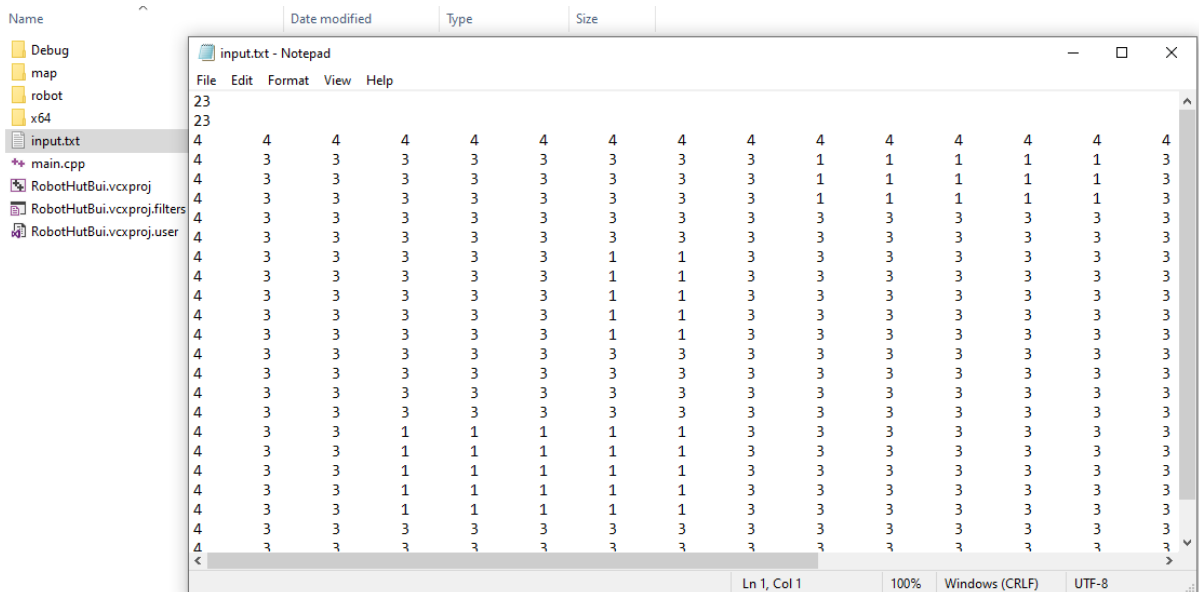 Name Date modified Type Size
Debug
map
robot
x64
input.txt
main.cpp
RobotHutBui.vcxproj
RobotHutBui.vcxproj.filters
RobotHutBui.vcxproj.user
input.txt - Notepad
File Edit Format View Help
23
23
4 4 4 4 4 4 4 4 4 4 4 4 4 4 4
4 3 3 3 3 3 3 3 3 1 1 1 1 1 3
4 3 3 3 3 3 3 3 3 1 1 1 1 1 3
4 3 3 3 3 3 3 3 3 1 1 1 1 1 3
4 3 3 3 3 3 3 3 3 3 3 3 3 3 3
4 3 3 3 3 3 3 3 3 3 3 3 3 3 3
4 3 3 3 3 3 1 1 3 3 3 3 3 3 3
4 3 3 3 3 3 1 1 3 3 3 3 3 3 3
4 3 3 3 3 3 1 1 3 3 3 3 3 3 3
4 3 3 3 3 3 1 1 3 3 3 3 3 3 3
4 3 3 3 3 3 1 1 3 3 3 3 3 3 3
4 3 3 3 3 3 3 3 3 3 3 3 3 3 3
4 3 3 3 3 3 3 3 3 3 3 3 3 3 3
4 3 3 3 3 3 3 3 3 3 3 3 3 3 3
4 3 3 3 3 3 3 3 3 3 3 3 3 3 3
4 3 3 1 1 1 1 1 3 3 3 3 3 3 3
4 3 3 1 1 1 1 1 3 3 3 3 3 3 3
4 3 3 1 1 1 1 1 3 3 3 3 3 3 3
4 3 3 1 1 1 1 1 3 3 3 3 3 3 3
4 3 3 1 1 1 1 1 3 3 3 3 3 3 3
4 3 3 3 3 3 3 3 3 3 3 3 3 3 3
4 3 3 3 3 3 3 3 3 3 3 3 3 3 3
Ln 1, Col 1 100% Windows (CRLF) UTF-8